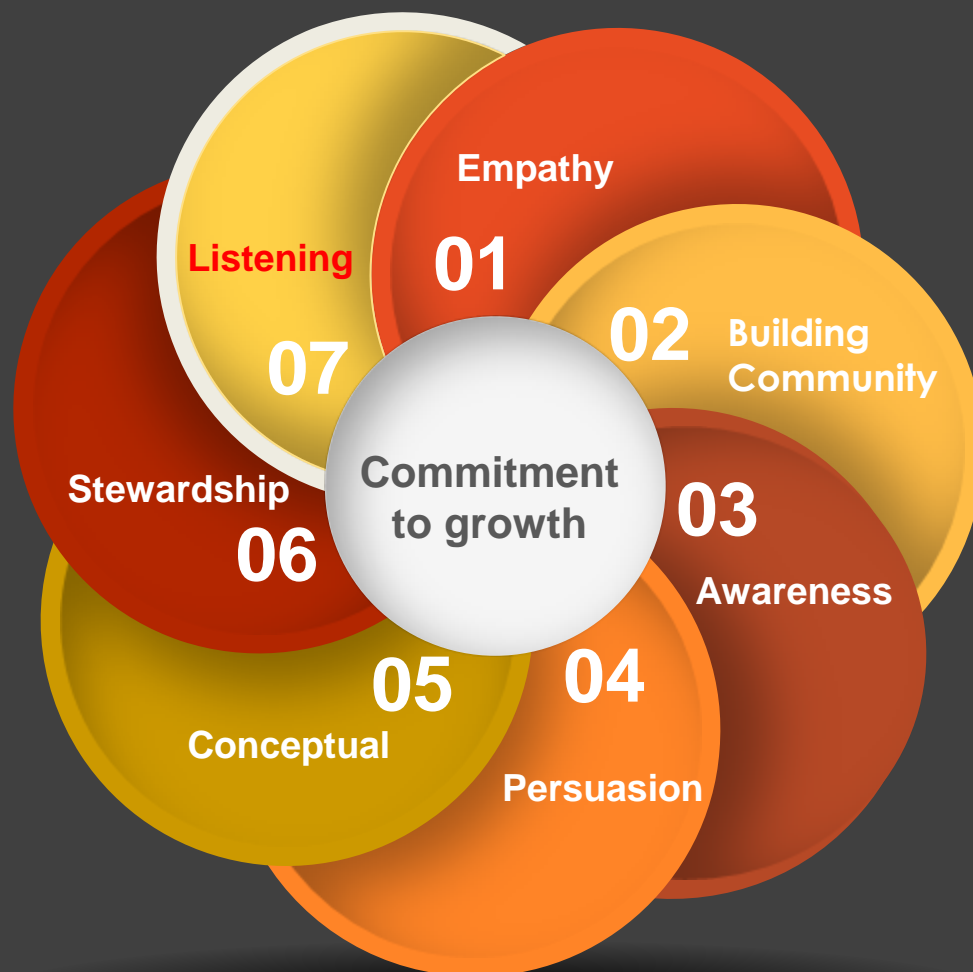 Empathy
01
02
Building
Community
03
Awareness
04
Persuasion
05
Conceptual
Stewardship
06
Listening
07
Commitment
to growth